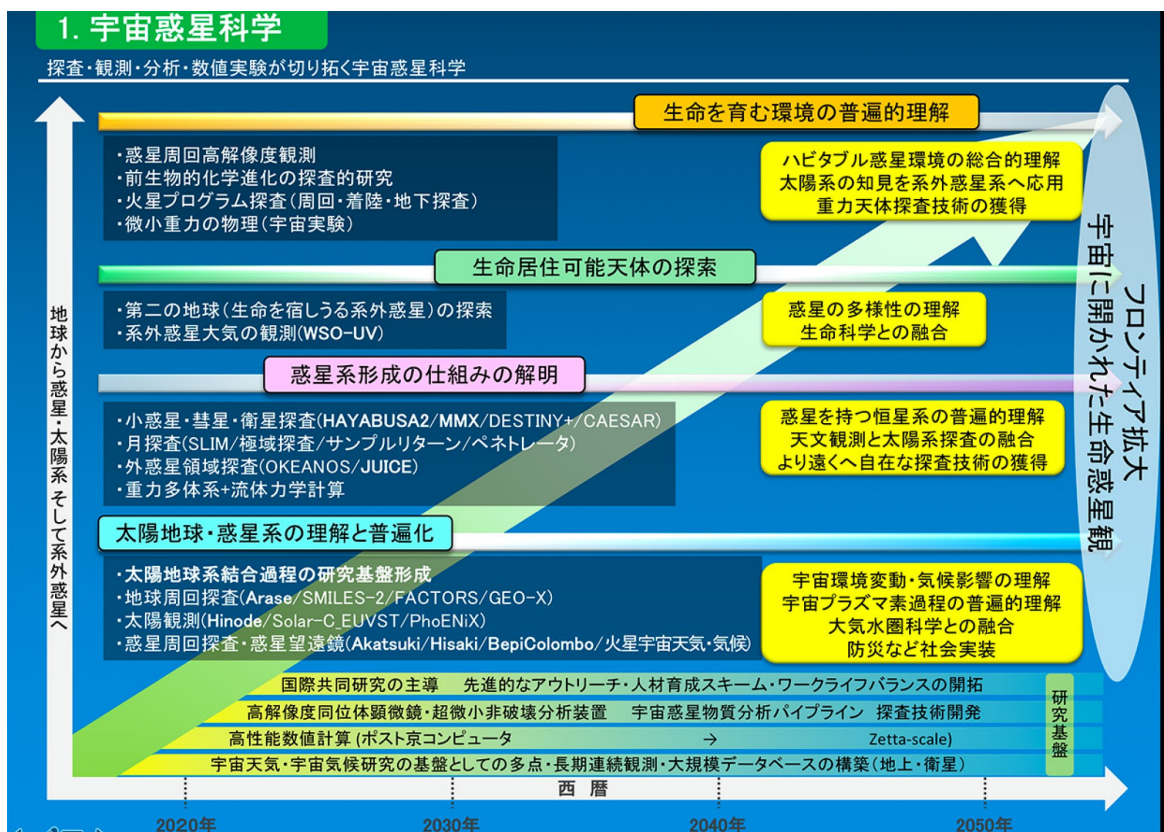 1. 宇宙惑星科学
探査・観測・分析・数値実験が切り拓く宇宙惑星科学
地球から惑星・太陽系 そして系外惑星へ
生命を育む環境の普遍的理解
・惑星周回高解像度観測
・前生物的化学進化の探査的研究
・火星プログラム探査(周回・着陸・地下探査)
・微小重力の物理(宇宙実験)
ハビタブル惑星環境の総合的理解
太陽系の知見を系外惑星系へ応用
重力天体探査技術の獲得
生命居住可能天体の探索
・第二の地球(生命を宿しうる系外惑星)の探索
・系外惑星大気の観測(WSO-UV)
惑星の多様性の理解
生命科学との融合
惑星系形成の仕組みの解明
・小惑星・彗星・衛星探査(HAYABUSA2/MMX/DESTINY+/CAESAR)
・月探査(SLIM/極域探査/サンプルリターン/ペネトレータ)
・外惑星領域探査(OKEANOS/JUICE)
・重力多体系+流体力学計算
惑星を持つ恒星系の普遍的理解
天文観測と太陽系探査の融合
より遠くへ自在な探査技術の獲得
太陽地球・惑星系の理解と普遍化
・太陽地球系結合過程の研究基盤形成
・地球周回探査(Arase/SMILES-2/FACTORS/GEO-X)
・太陽観測(Hinode/Solar-C_EUVST/PhoENiX)
・惑星周回探査・惑星望遠鏡(Akatsuki/Hisaki/BepiColombo/火星宇宙天気・気候)
宇宙環境変動・気候影響の理解
宇宙プラズマ素過程の普遍的理解
大気水圏科学との融合
防災など社会実装
フロンティア拡大
宇宙に開かれた生命惑星観
国際共同研究の主導 先進的なアウトリーチ・人材育成スキーム・ワークライフバランスの開拓
高解像度同位体顕微鏡・超微小非破壊分析装置 宇宙惑星物質分析パイプライン 探査技術開発
高性能数値計算 (ポスト京コンピュータ → Zetta-scale)
宇宙天気・宇宙気候研究の基盤としての多点・長期連続観測・大規模データベースの構築(地上・衛星)
研究基盤
西 暦
2020年 2030年 2040年 2050年